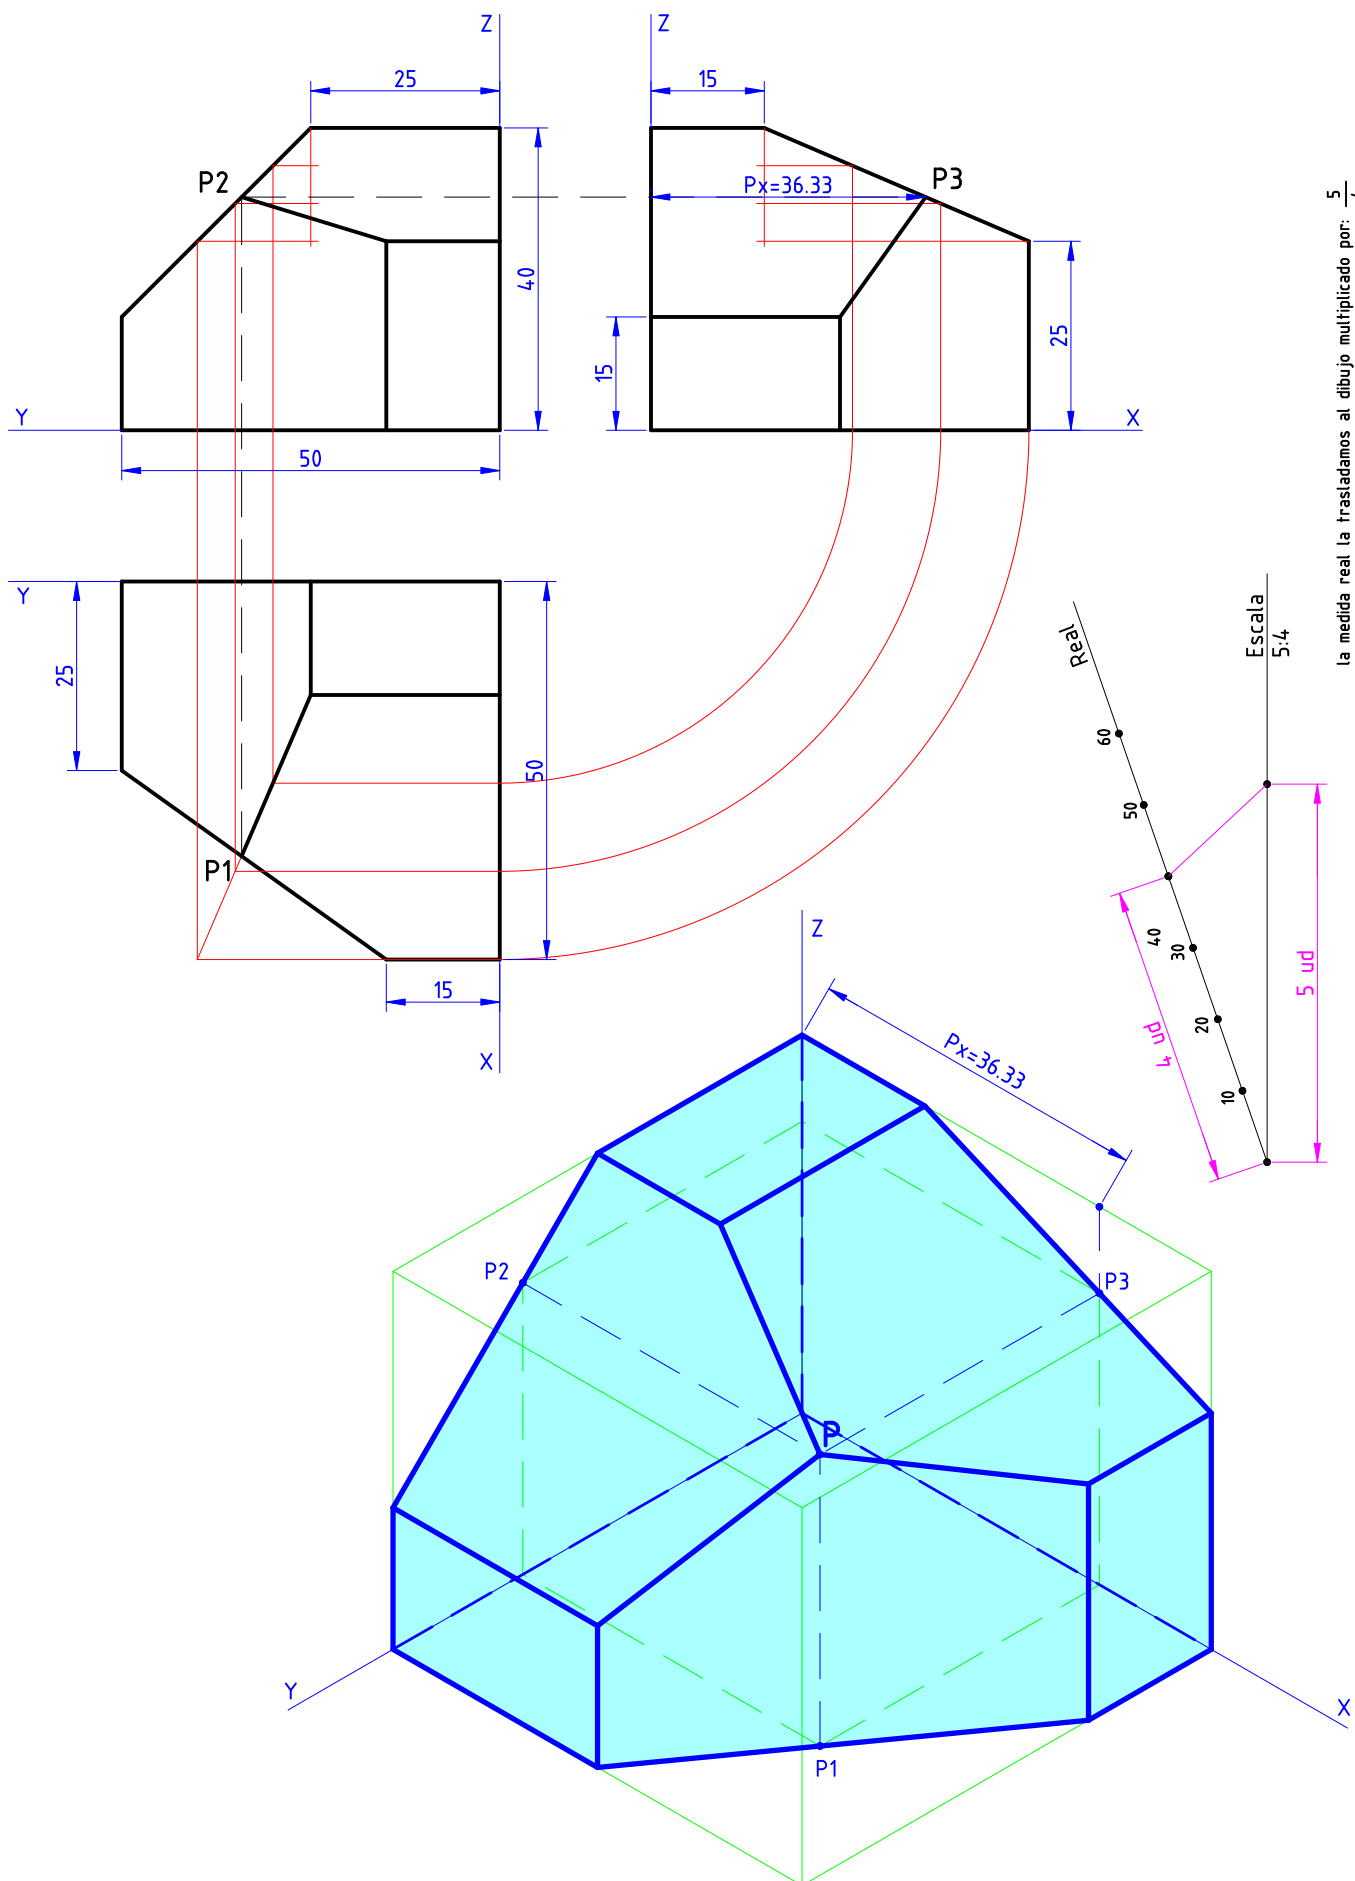 Z
Z
25
15
P2
P3
Px=36.33
40
25
15
Y
X
50
Y
25
50
P1
15
X
la medida real la trasladamos al dibujo multiplicado por: 5
Real
Escala
5:4
60
50
40
30
20
10
4 ud
5 ud
Z
Px=36.33
P2
P3
P
Y
X
P1